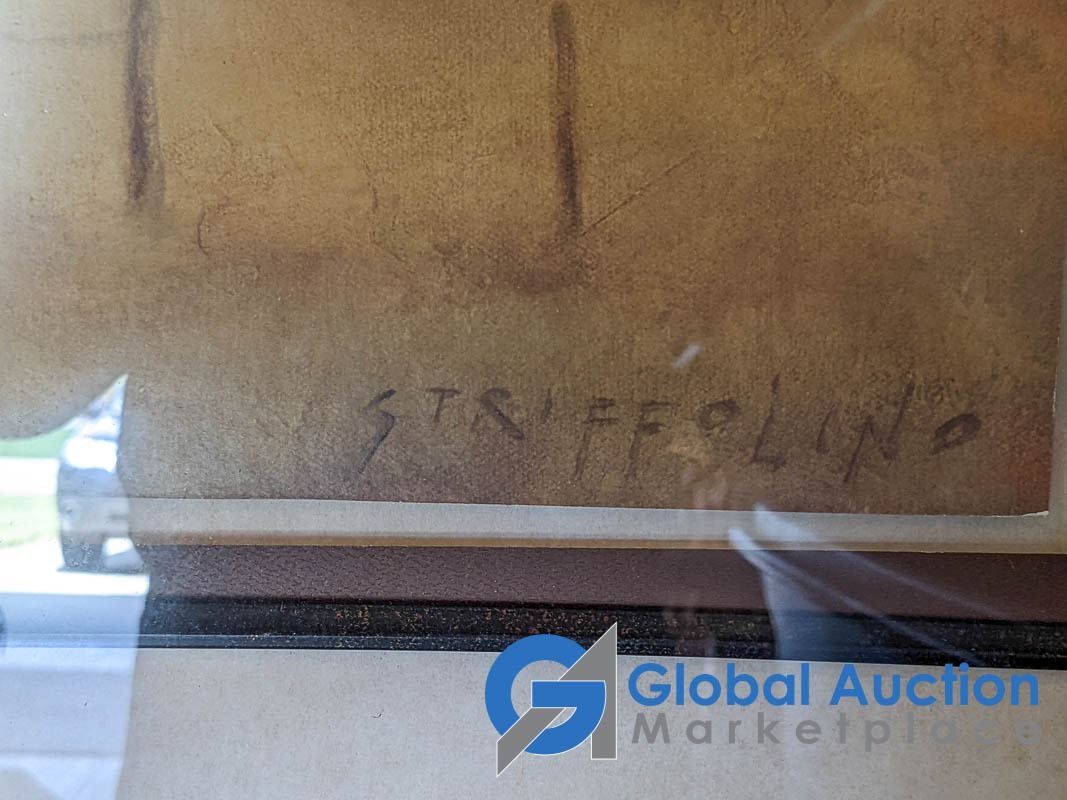 STRIFFOLINO
Global Auction
Marketplace